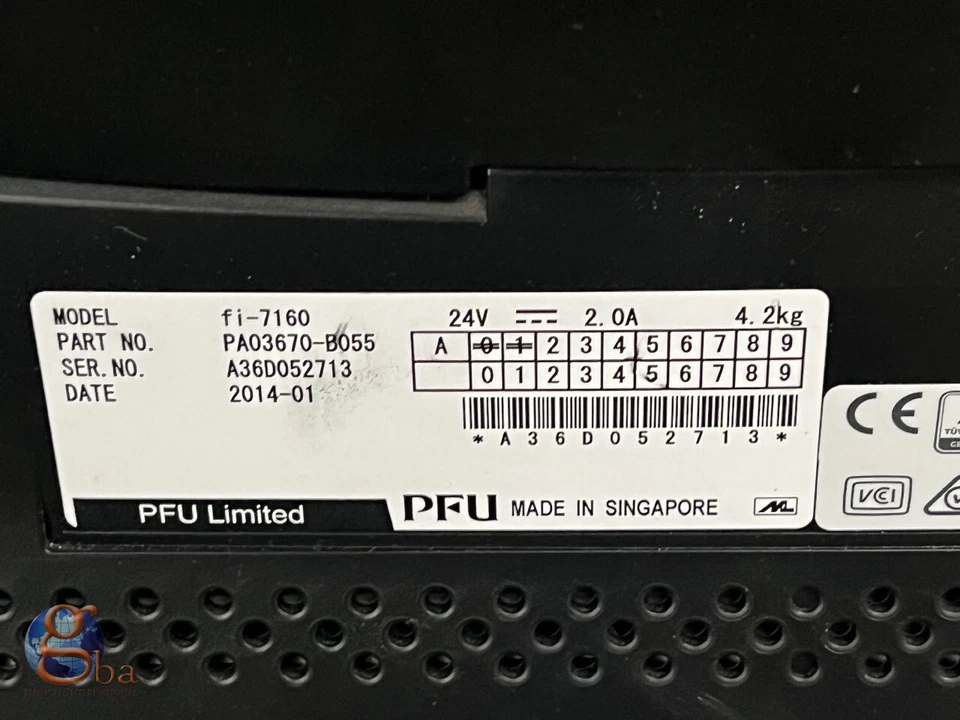 MODEL fi-7160 24V 2.0A 4.2kg
PART NO. PA03670-B055
SER.NO. A36D052713
DATE 2014-01
A 0 1 2 3 4 5 6 7 8 9
0 1 2 3 4 5 6 7 8 9
*A36D052713*
PFU Limited
PFU MADE IN SINGAPORE
CE
TÜV
VCI
gba